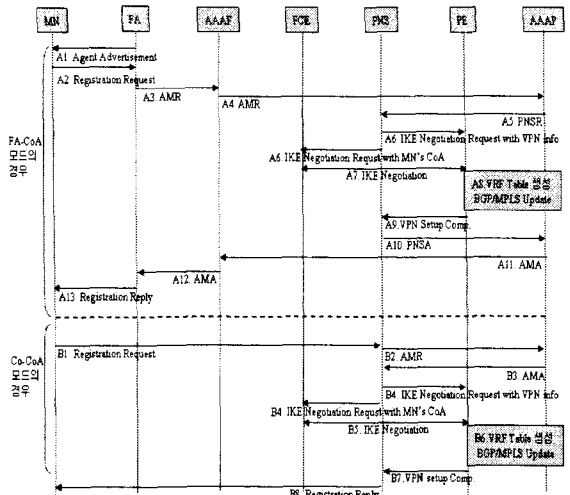 MN FA AAAF FCE PNS PE AAAP
A1 Agent Advertisement
A2 Registration Request
A3. AMR
A4. AMR
A5. PNSR
A6. IKE Negotiation Request with VPN info
A6. IKE Negotiation Requst with MN's CoA
A7. IKE Negotiation
FA-CoA
모드의
경우
A8. VRF Table 생성
BGP/MPLS Update
A9. VPN Setup Comp.
A10. PNSA
A11. AMA
A12. AMA
A13 Registration Reply
B1 Registration Request
B2. AMR
B3. AMA
Co-CoA
모드의
경우
B4. IKE Negotiation Request with VPN info
B4. IKE Negotiation Requst with MN's CoA
B5. IKE Negotiation
B6. VRF Table 생성
BGP/MPLS Update
B7. VPN setup Comp.
B8. Registration Reply